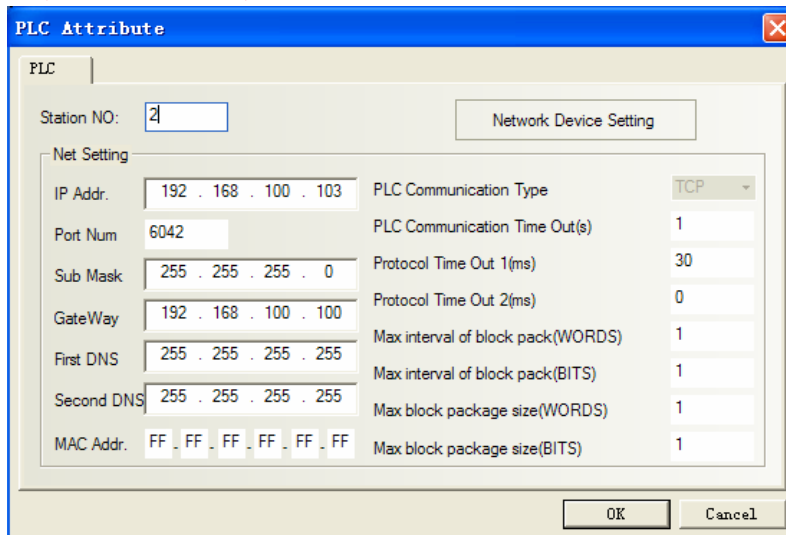 PLC Attribute
PLC
Station NO: 2
Network Device Setting
Net Setting
IP Addr. 192 . 168 . 100 . 103
Port Num 6042
Sub Mask 255 . 255 . 255 . 0
GateWay 192 . 168 . 100 . 100
First DNS 255 . 255 . 255 . 255
Second DNS 255 . 255 . 255 . 255
MAC Addr. FF - FF - FF - FF - FF - FF
PLC Communication Type TCP
PLC Communication Time Out(s) 1
Protocol Time Out 1(ms) 30
Protocol Time Out 2(ms) 0
Max interval of block pack(WORDS) 1
Max interval of block pack(BITS) 1
Max block package size(WORDS) 1
Max block package size(BITS) 1
OK Cancel